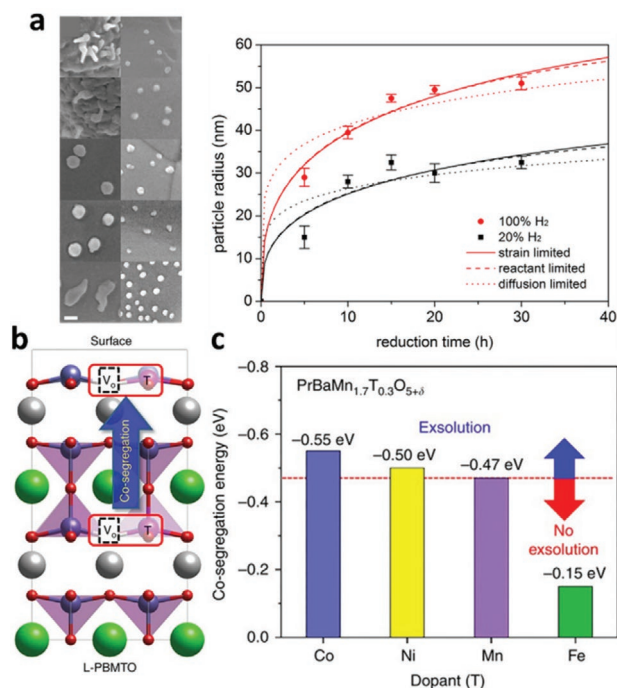 a
60
50
40
30
20
10
0
particle radius (nm)
0 10 20 30 40
reduction time (h)
100% H₂
20% H₂
strain limited
reactant limited
diffusion limited
b
Surface
Vₒ T
Co-segregation
Vₒ T
L-PBMTO
c
−0.8
−0.6
−0.4
−0.2
0.0
Co-segregation energy (eV)
PrBaMn₁.₇T₀.₃O₅₊δ
Exsolution
−0.55 eV
−0.50 eV
−0.47 eV
No
exsolution
−0.15 eV
Co Ni Mn Fe
Dopant (T)